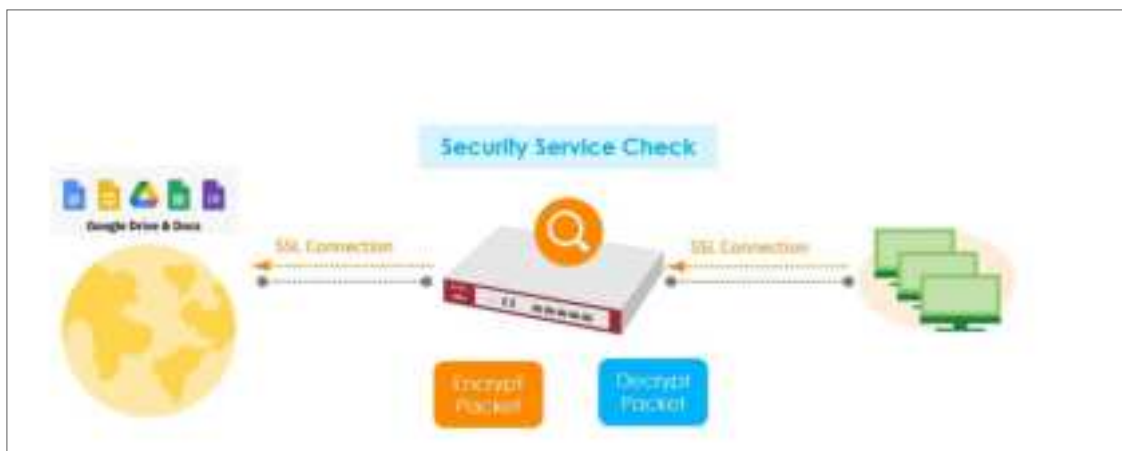 Security Service Check
Google Drive & Docs
SSL Connection
SSL Connection
Encrypt
Packet
Decrypt
Packet